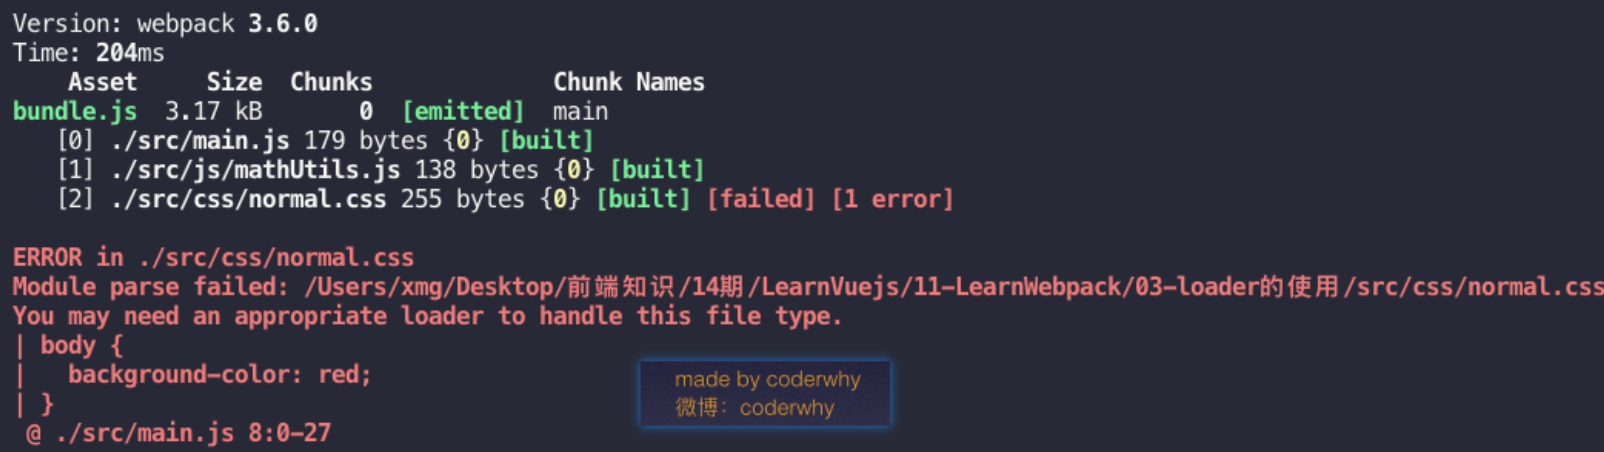 Version: webpack 3.6.0
Time: 204ms
Asset Size Chunks Chunk Names
bundle.js 3.17 kB 0 [emitted] main
[0] ./src/main.js 179 bytes {0} [built]
[1] ./src/js/mathUtils.js 138 bytes {0} [built]
[2] ./src/css/normal.css 255 bytes {0} [built] [failed] [1 error]
ERROR in ./src/css/normal.css
Module parse failed: /Users/xmg/Desktop/前端知识/14期/LearnVuejs/11-LearnWebpack/03-loader的使用/src/css/normal.css
You may need an appropriate loader to handle this file type.
| body {
|   background-color: red;
| }
@ ./src/main.js 8:0-27
made by coderwhy
微博：coderwhy